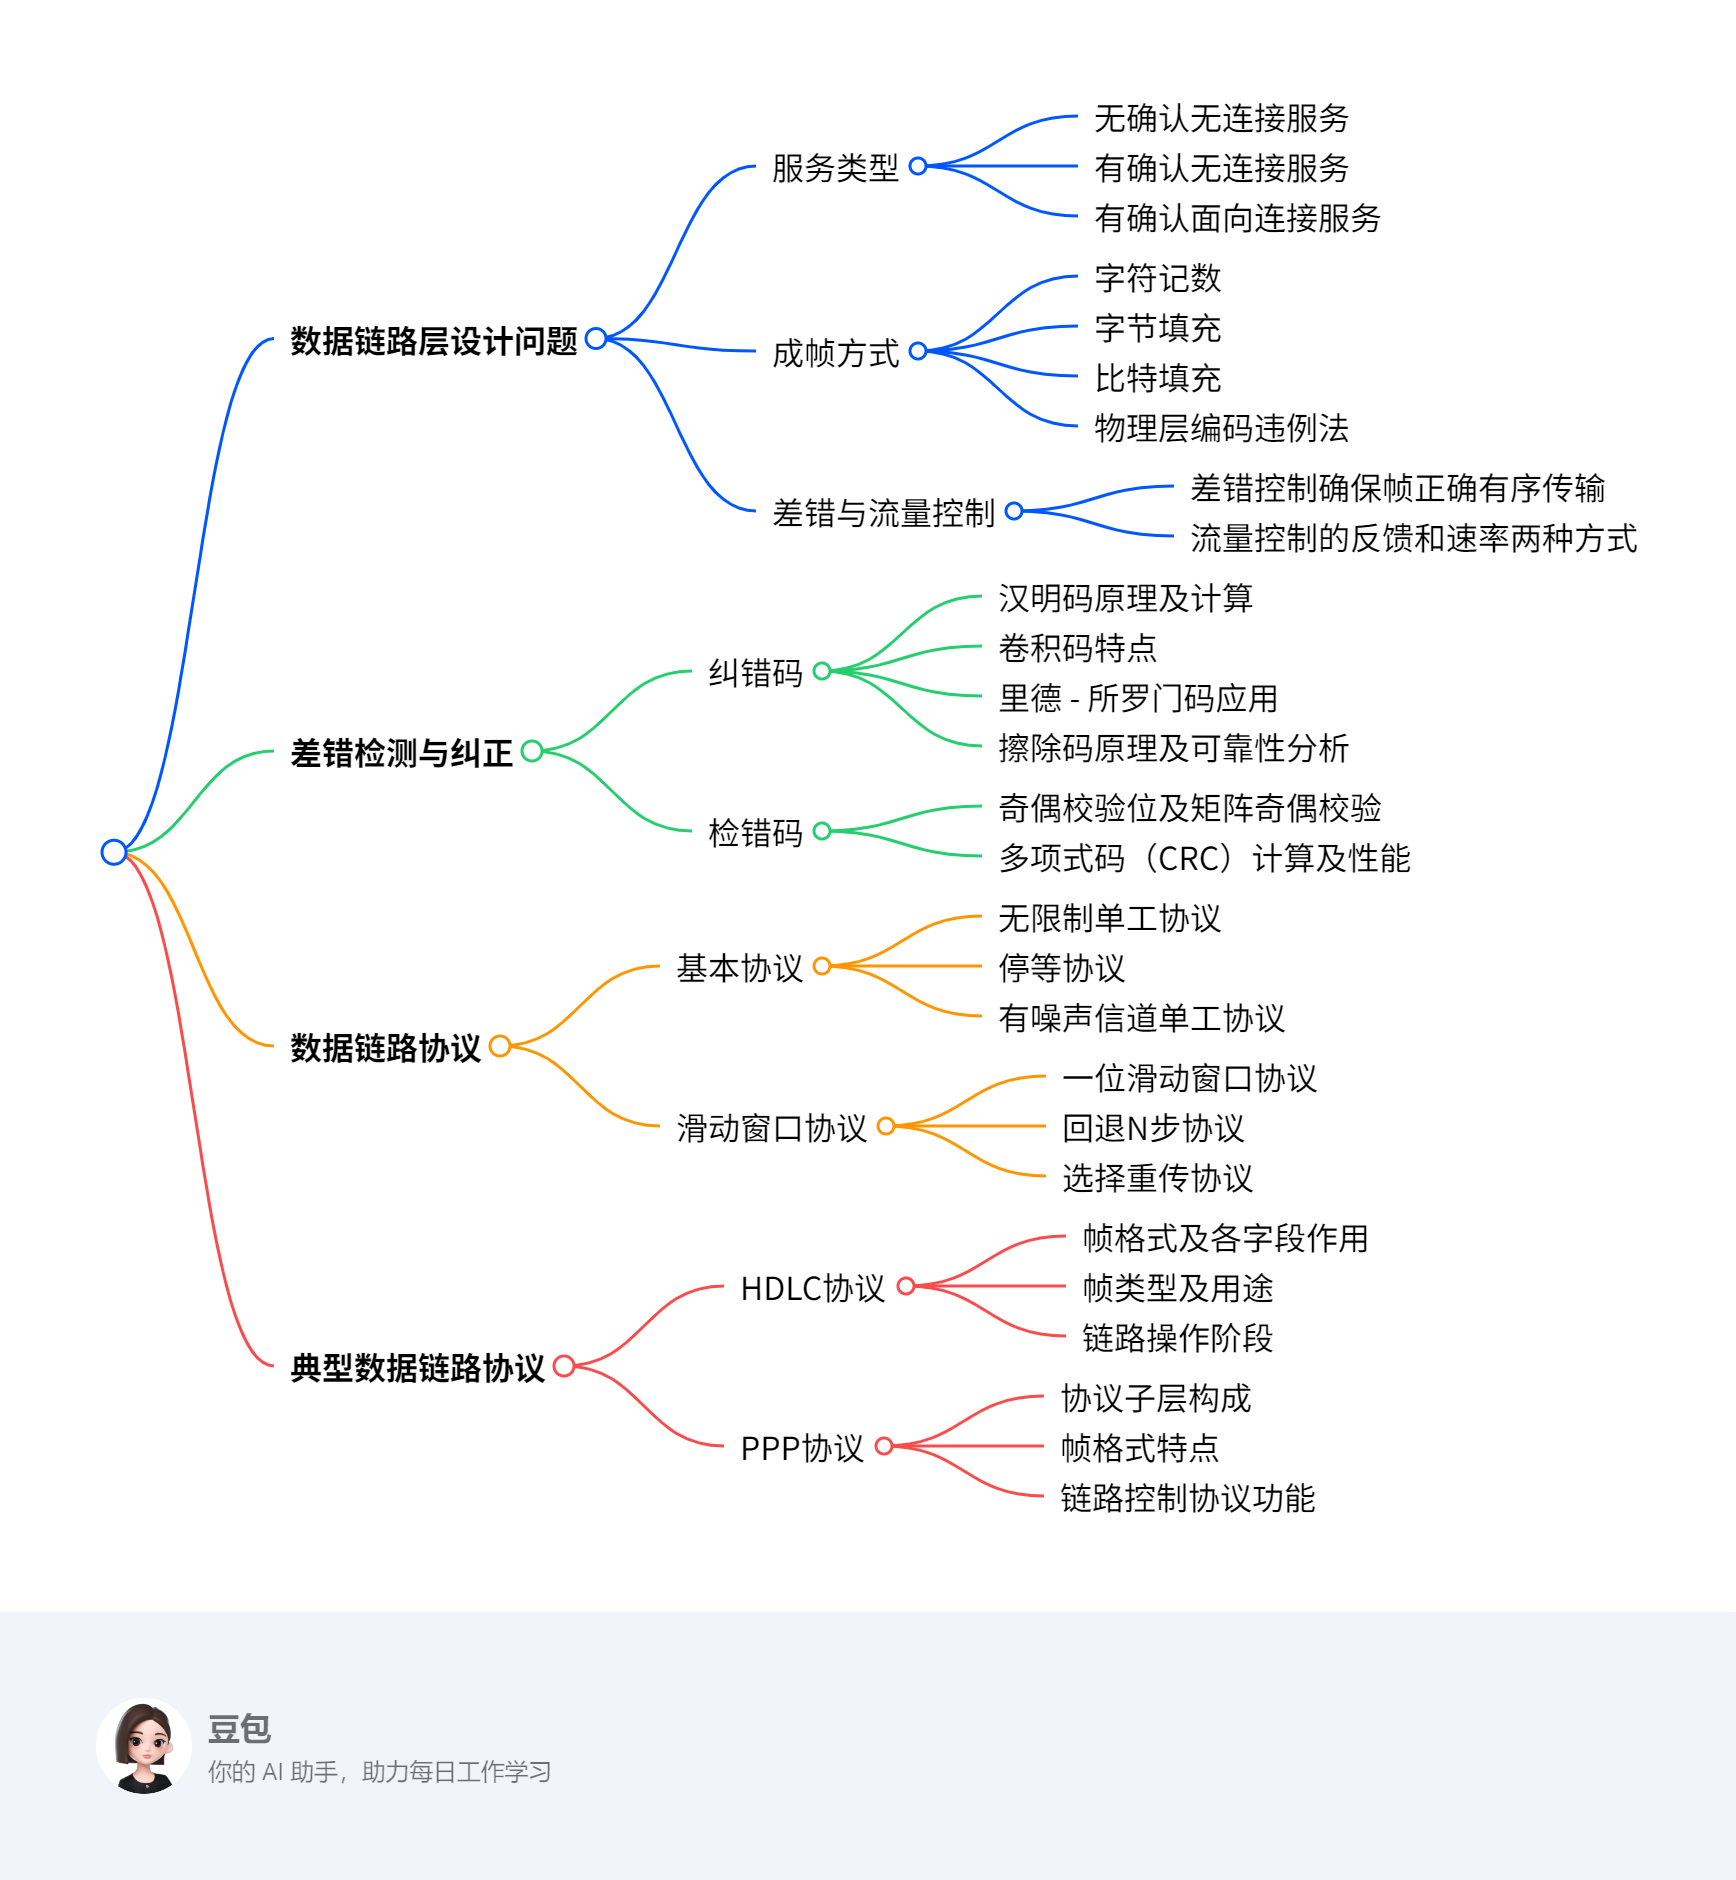 数据链路层设计问题
服务类型
无确认无连接服务
有确认无连接服务
有确认面向连接服务
成帧方式
字符记数
字节填充
比特填充
物理层编码违例法
差错与流量控制
差错控制确保帧正确有序传输
流量控制的反馈和速率两种方式
差错检测与纠正
纠错码
汉明码原理及计算
卷积码特点
里德 - 所罗门码应用
擦除码原理及可靠性分析
检错码
奇偶校验位及矩阵奇偶校验
多项式码（CRC）计算及性能
数据链路协议
基本协议
无限制单工协议
停等协议
有噪声信道单工协议
滑动窗口协议
一位滑动窗口协议
回退N步协议
选择重传协议
典型数据链路协议
HDLC协议
帧格式及各字段作用
帧类型及用途
链路操作阶段
PPP协议
协议子层构成
帧格式特点
链路控制协议功能
豆包
你的 AI 助手，助力每日工作学习